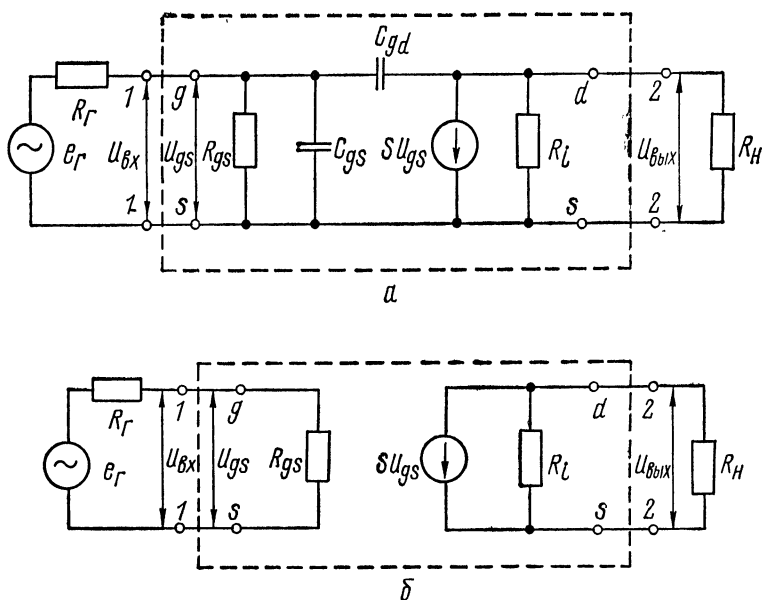 C_gd
1 g d 2
R_г
e_г U_вх U_gs R_gs C_gs SU_gs R_i U_вых R_н
1 s s 2
а
R_г 1 g d 2
e_г U_вх U_gs R_gs SU_gs R_i U_вых R_н
1 s s 2
б